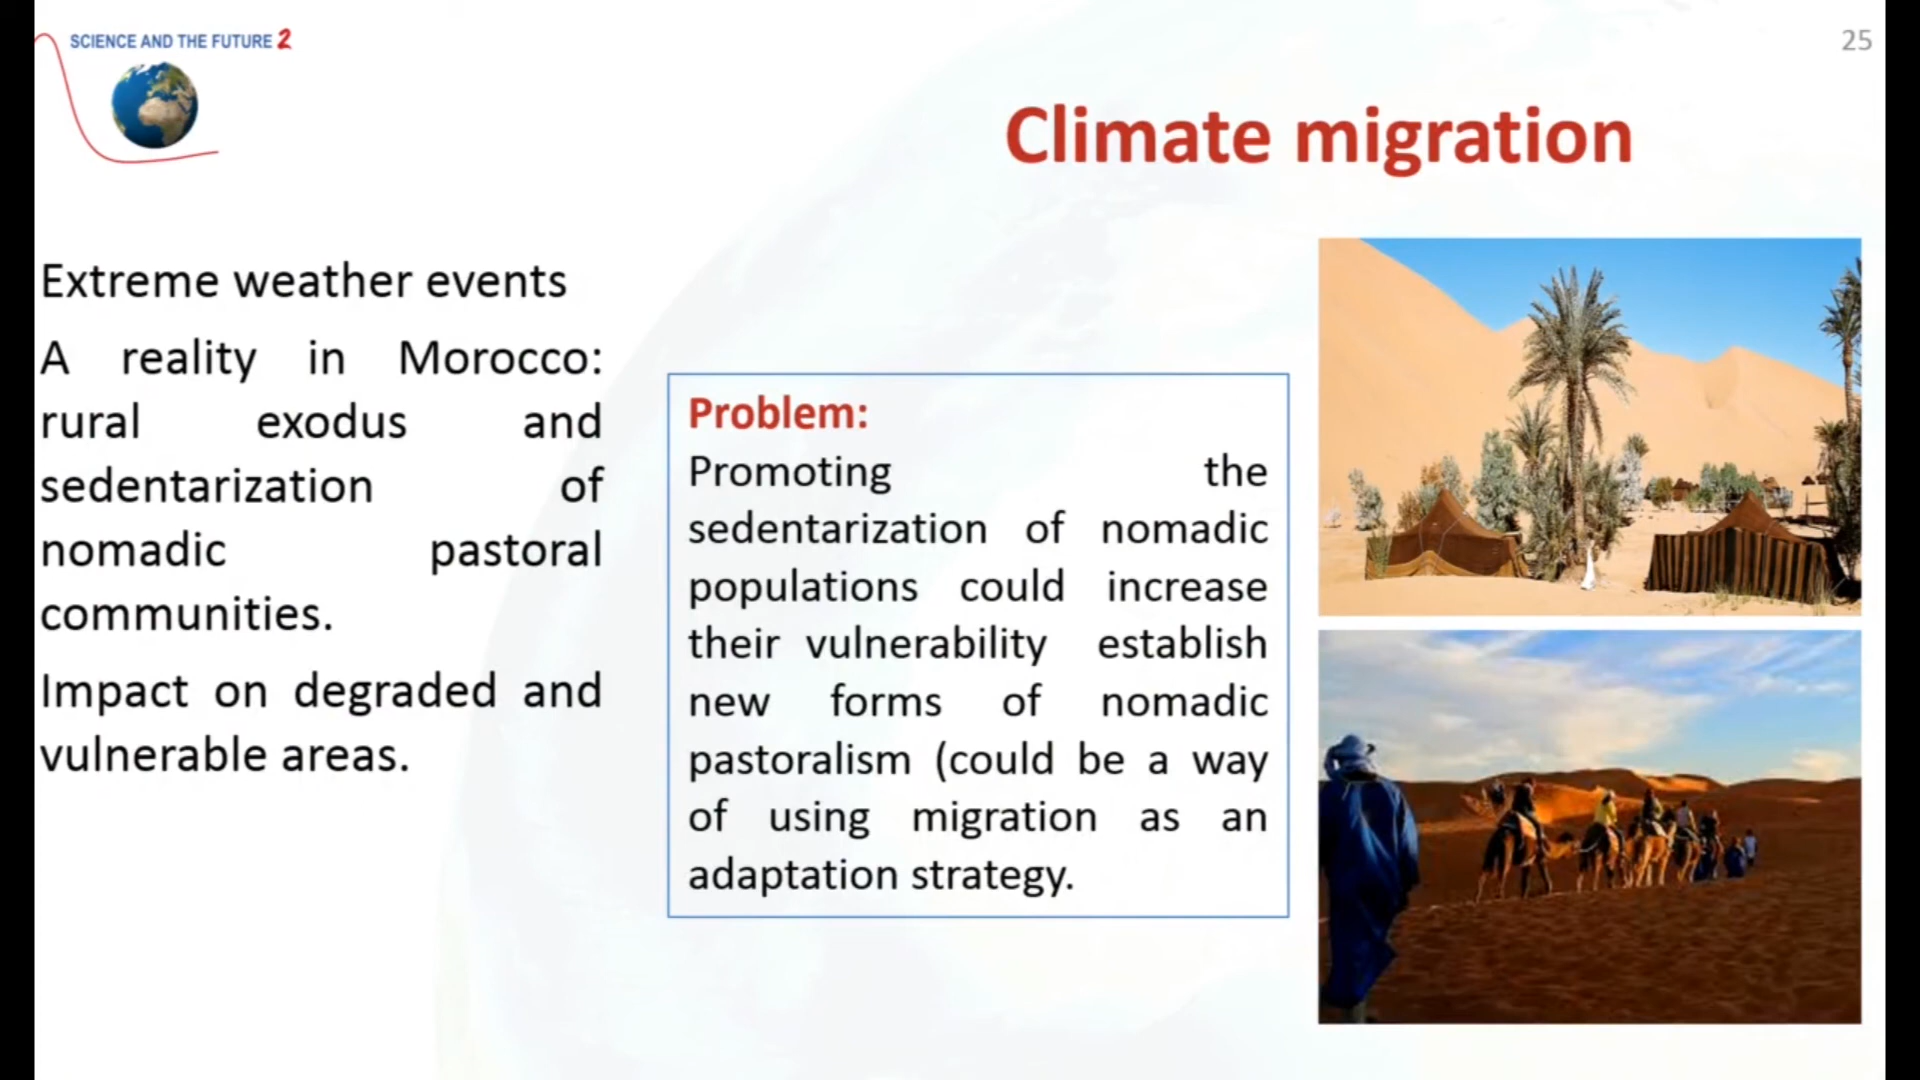 SCIENCE AND THE FUTURE 2
25
Climate migration
Extreme weather events
A reality in Morocco:
rural exodus and
sedentarization of
nomadic pastoral
communities.
Impact on degraded and
vulnerable areas.
Problem:
Promoting the
sedentarization of nomadic
populations could increase
their vulnerability establish
new forms of nomadic
pastoralism (could be a way
of using migration as an
adaptation strategy.